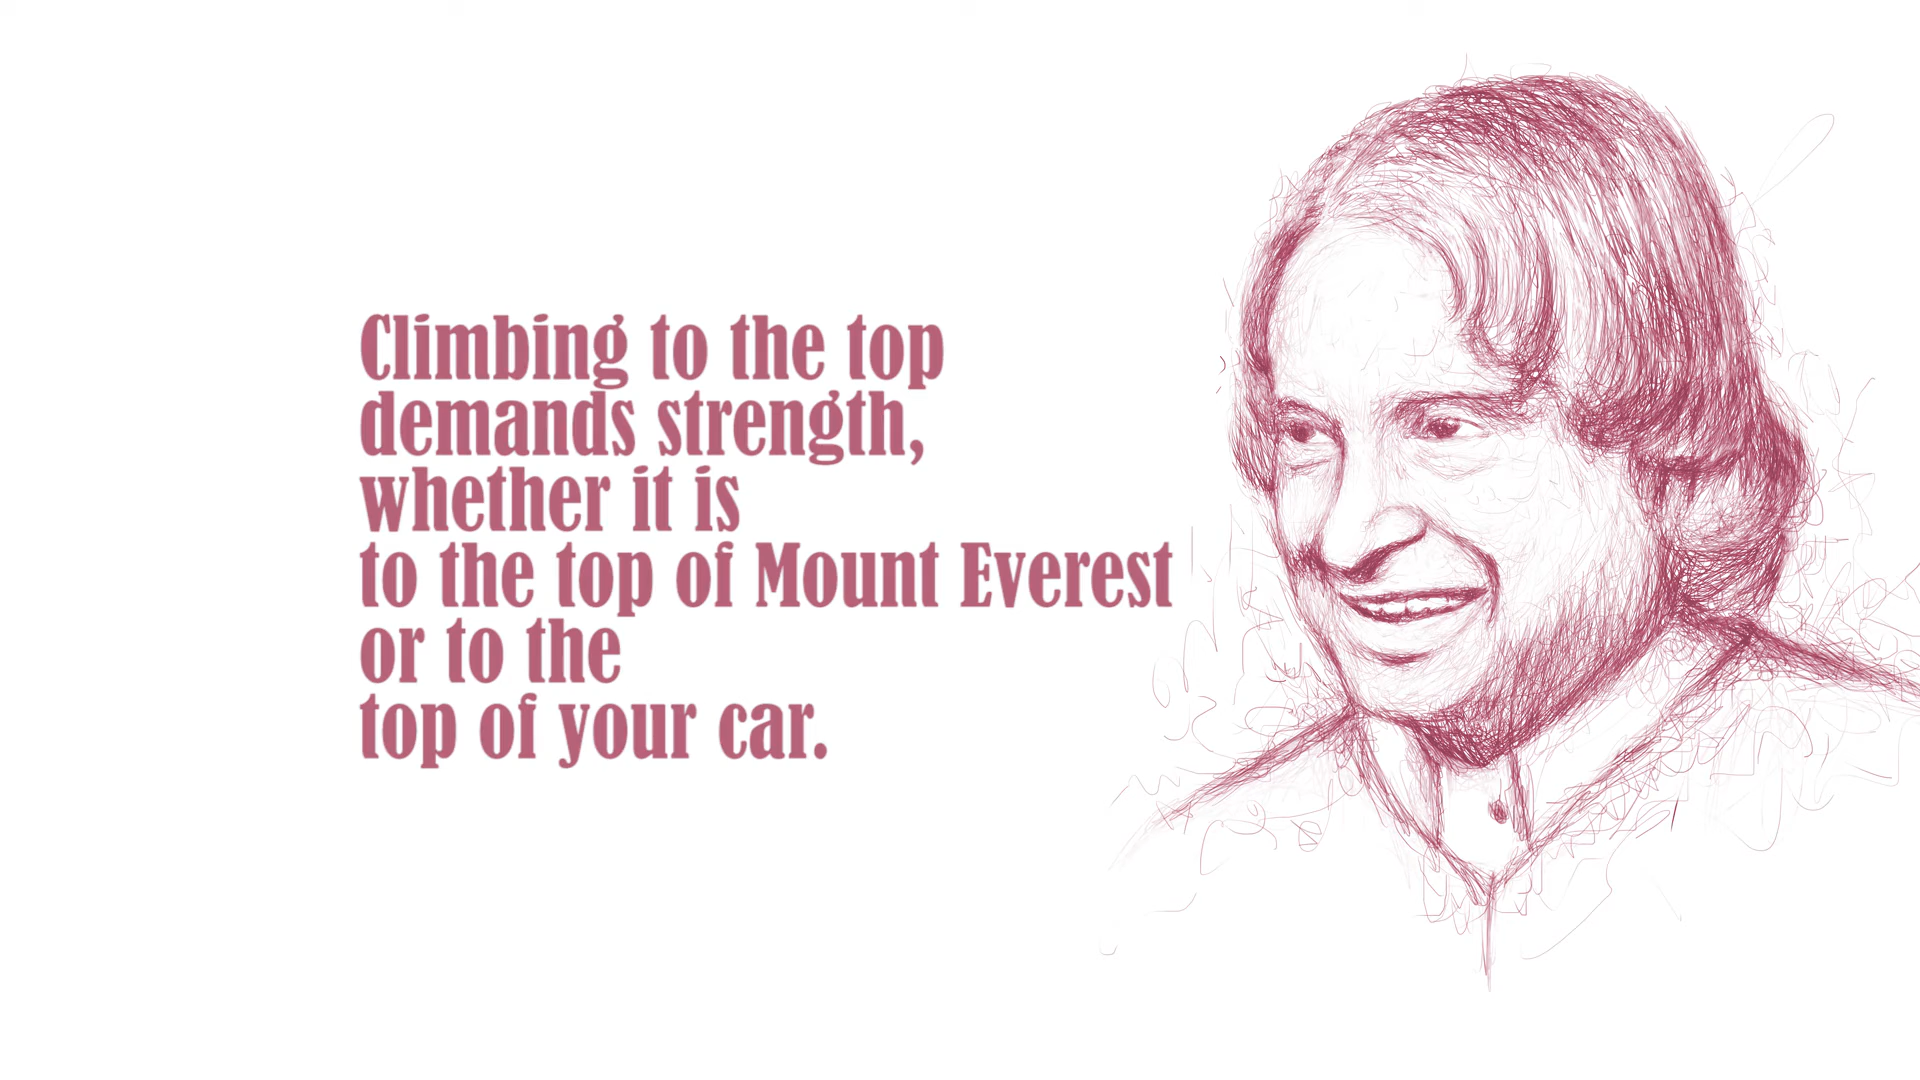 Climbing to the top
demands strength,
whether it is
to the top of Mount Everest
or to the
top of your car.